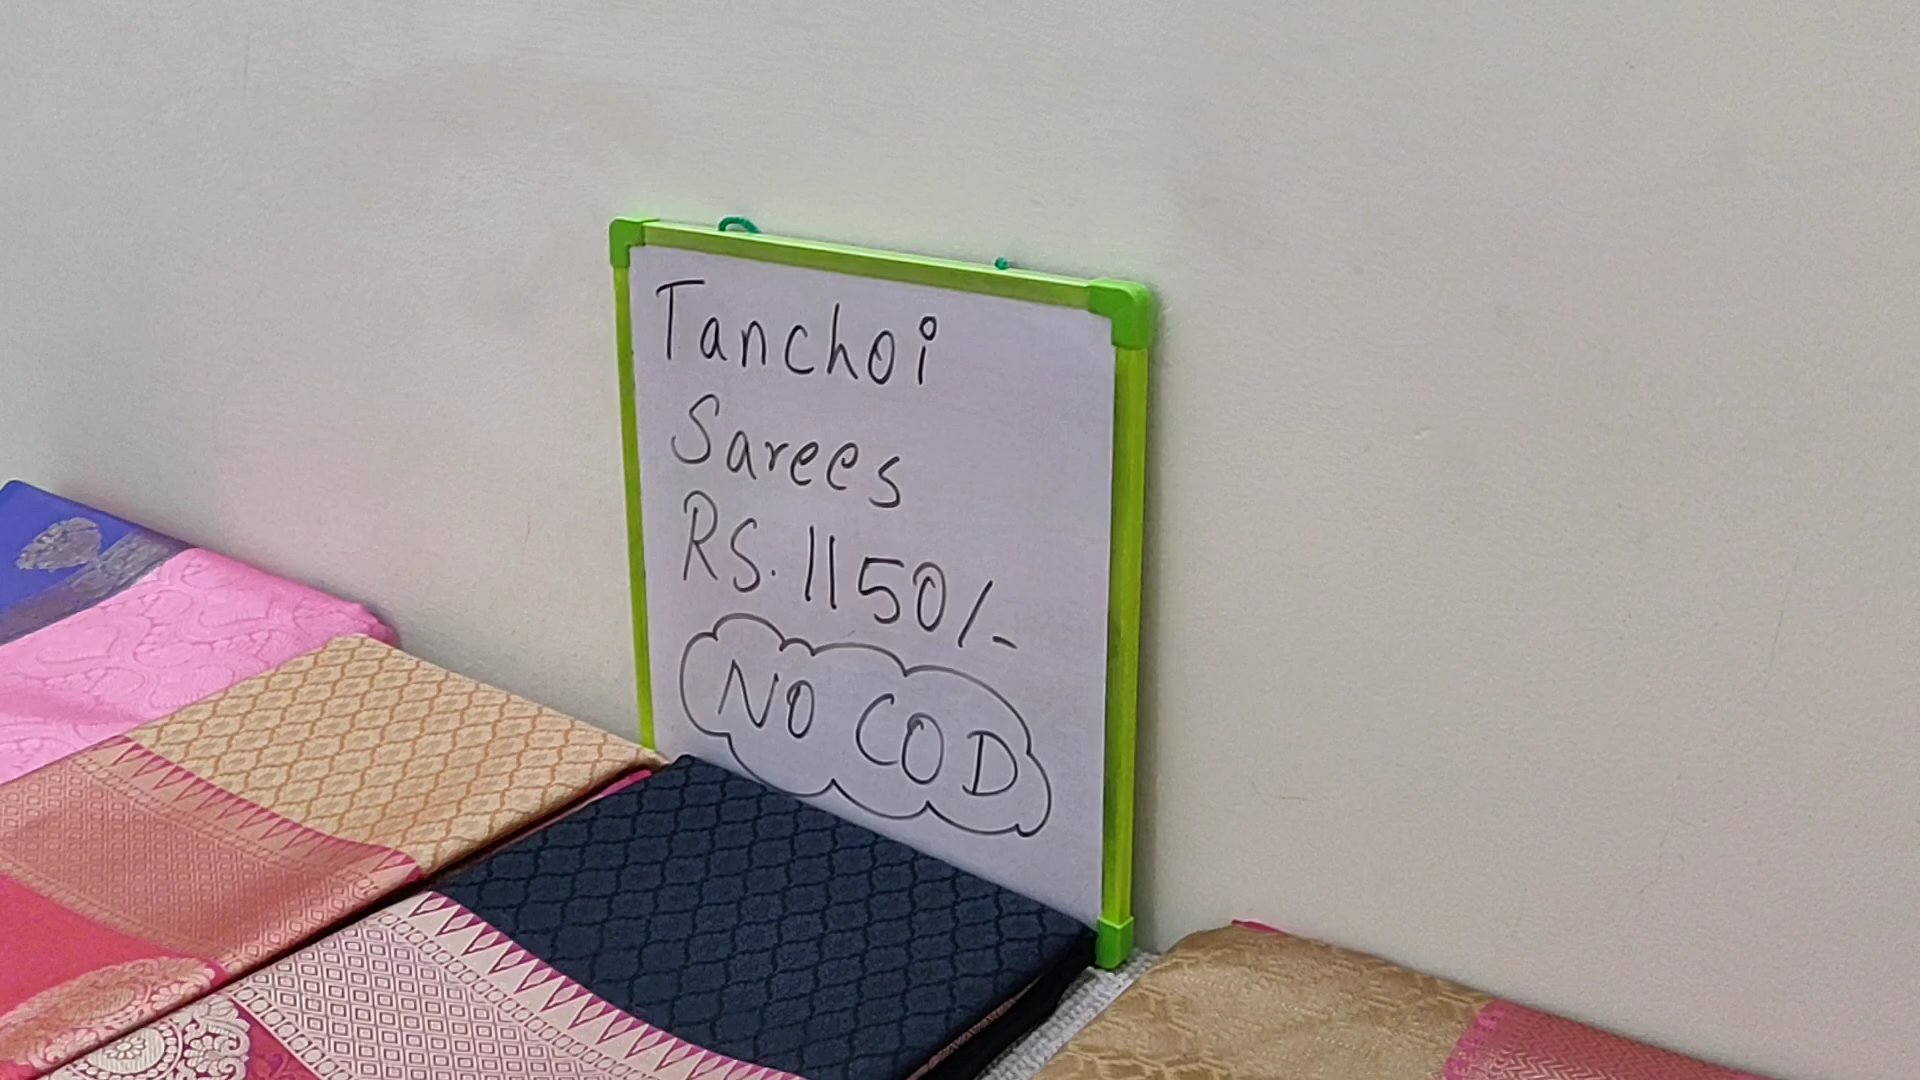 Tanchoi
Sarees
RS. 1150/-
NO COD